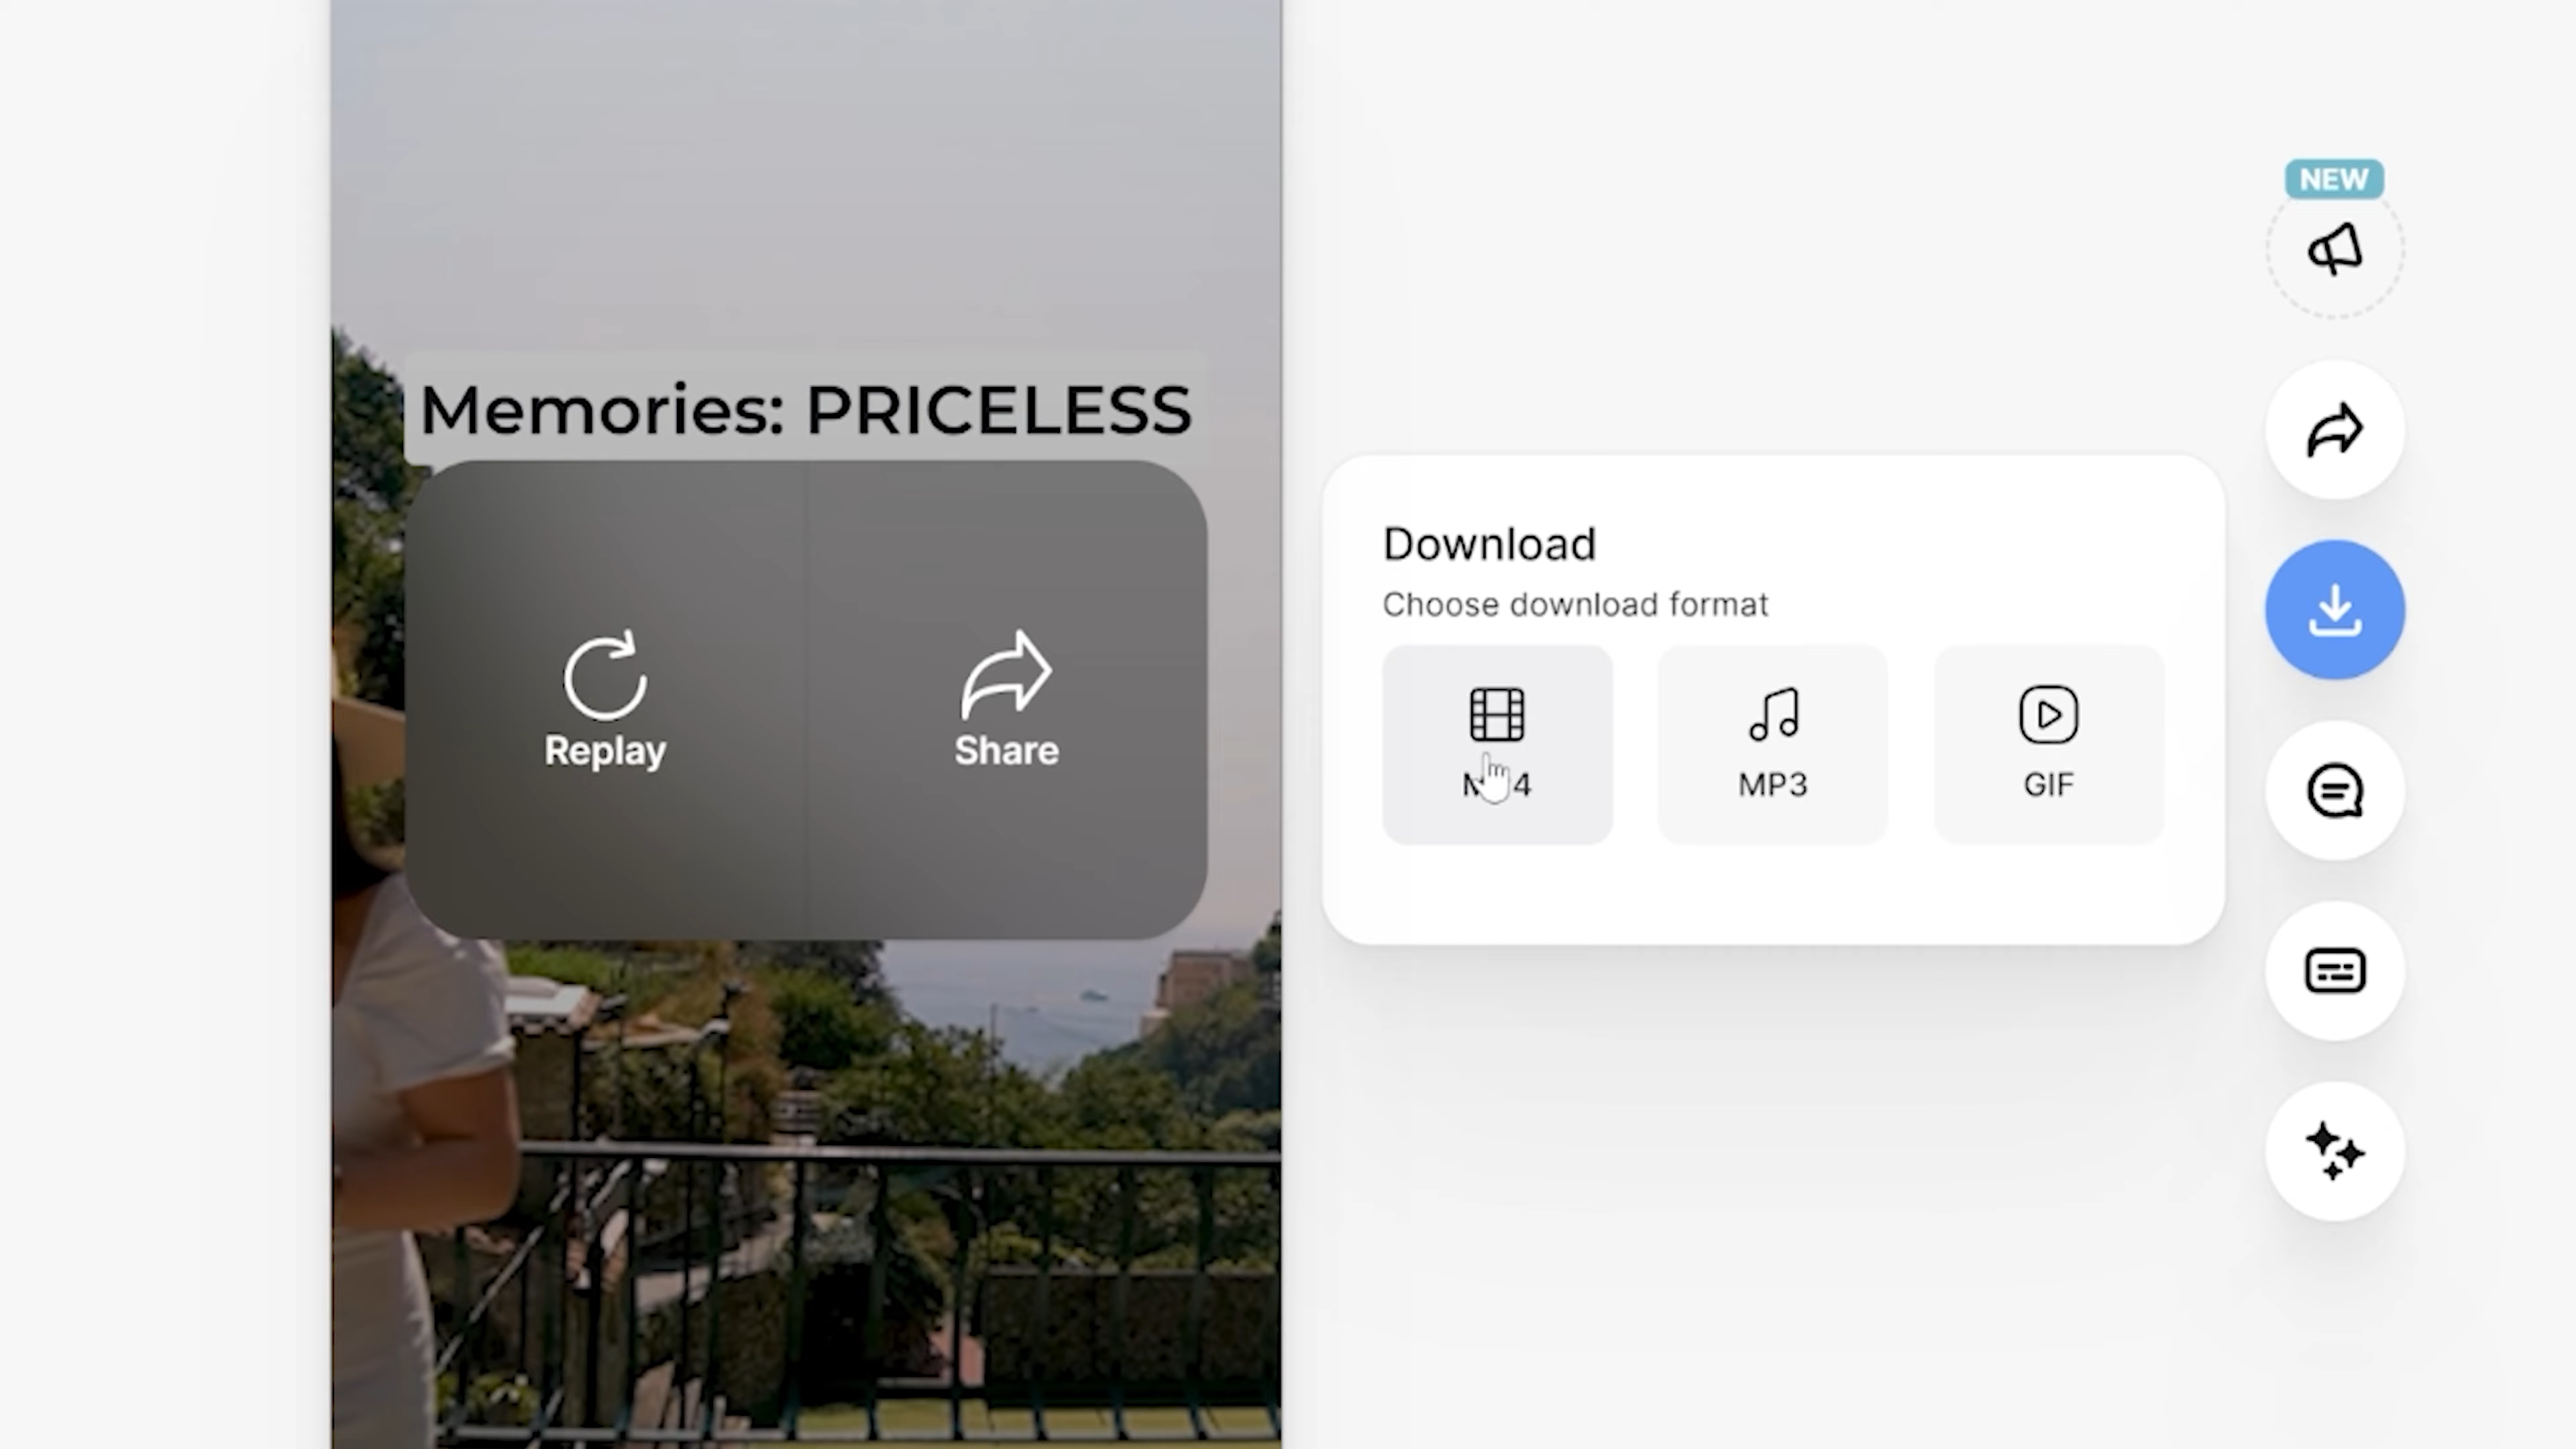 NEW
Memories: PRICELESS
Download
Choose download format
Replay
Share
MP3
GIF